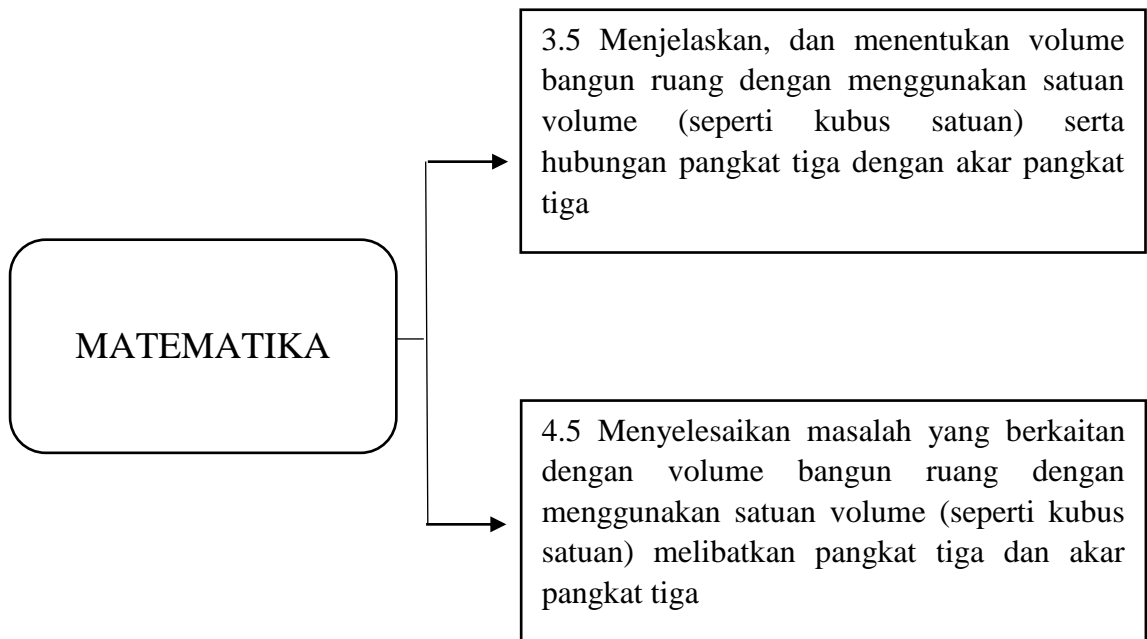 MATEMATIKA
3.5 Menjelaskan, dan menentukan volume
bangun ruang dengan menggunakan satuan
volume (seperti kubus satuan) serta
hubungan pangkat tiga dengan akar pangkat
tiga
4.5 Menyelesaikan masalah yang berkaitan
dengan volume bangun ruang dengan
menggunakan satuan volume (seperti kubus
satuan) melibatkan pangkat tiga dan akar
pangkat tiga